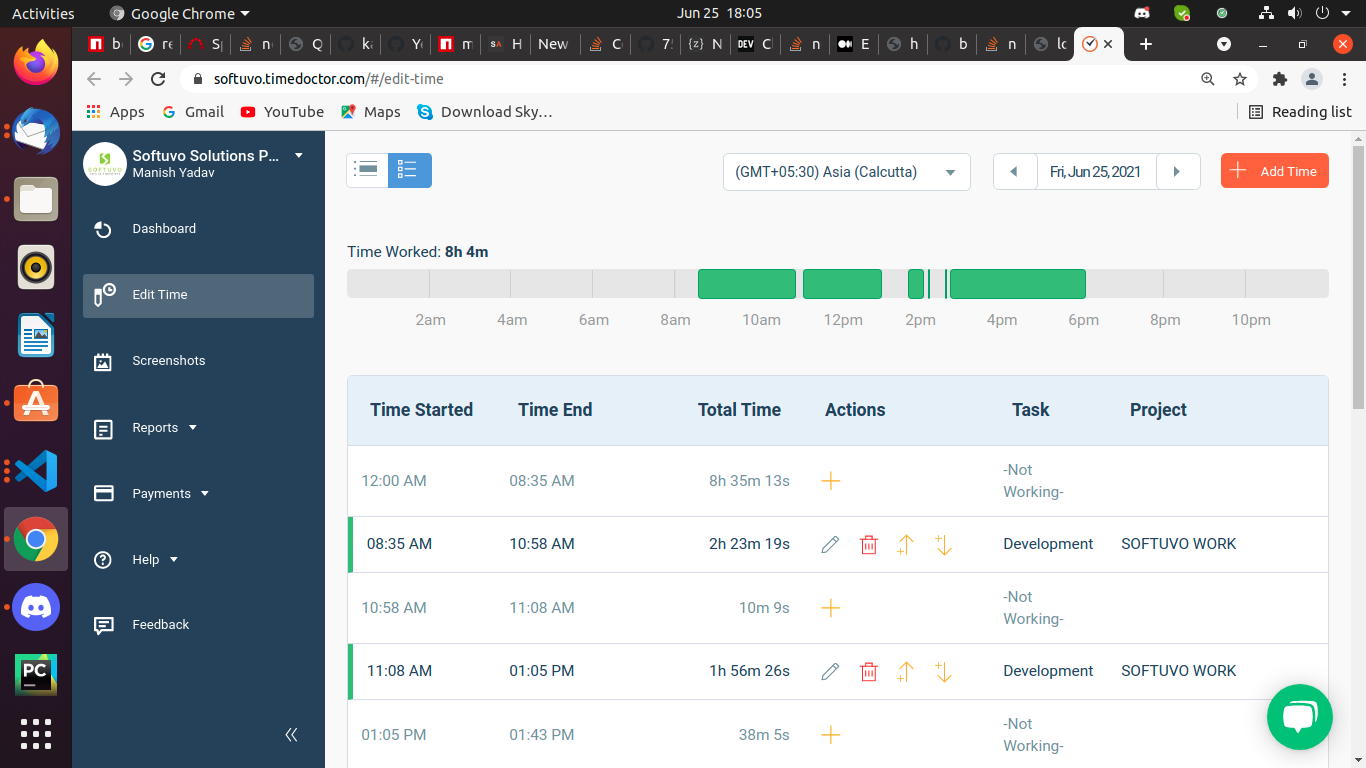 Activities Google Chrome Jun 25 18:05
New
softuvo.timedoctor.com/#/edit-time
Apps Gmail YouTube Maps Download Sky… Reading list
Softuvo Solutions P...
Manish Yadav
SOFTUVO
Dashboard
Edit Time
Screenshots
Reports
Payments
Help
Feedback
(GMT+05:30) Asia (Calcutta) Fri, Jun 25, 2021 Add Time
Time Worked: 8h 4m
2am 4am 6am 8am 10am 12pm 2pm 4pm 6pm 8pm 10pm
Time Started Time End Total Time Actions Task Project
12:00 AM 08:35 AM 8h 35m 13s -Not
Working-
08:35 AM 10:58 AM 2h 23m 19s Development SOFTUVO WORK
10:58 AM 11:08 AM 10m 9s -Not
Working-
11:08 AM 01:05 PM 1h 56m 26s Development SOFTUVO WORK
01:05 PM 01:43 PM 38m 5s -Not
Working-
PC